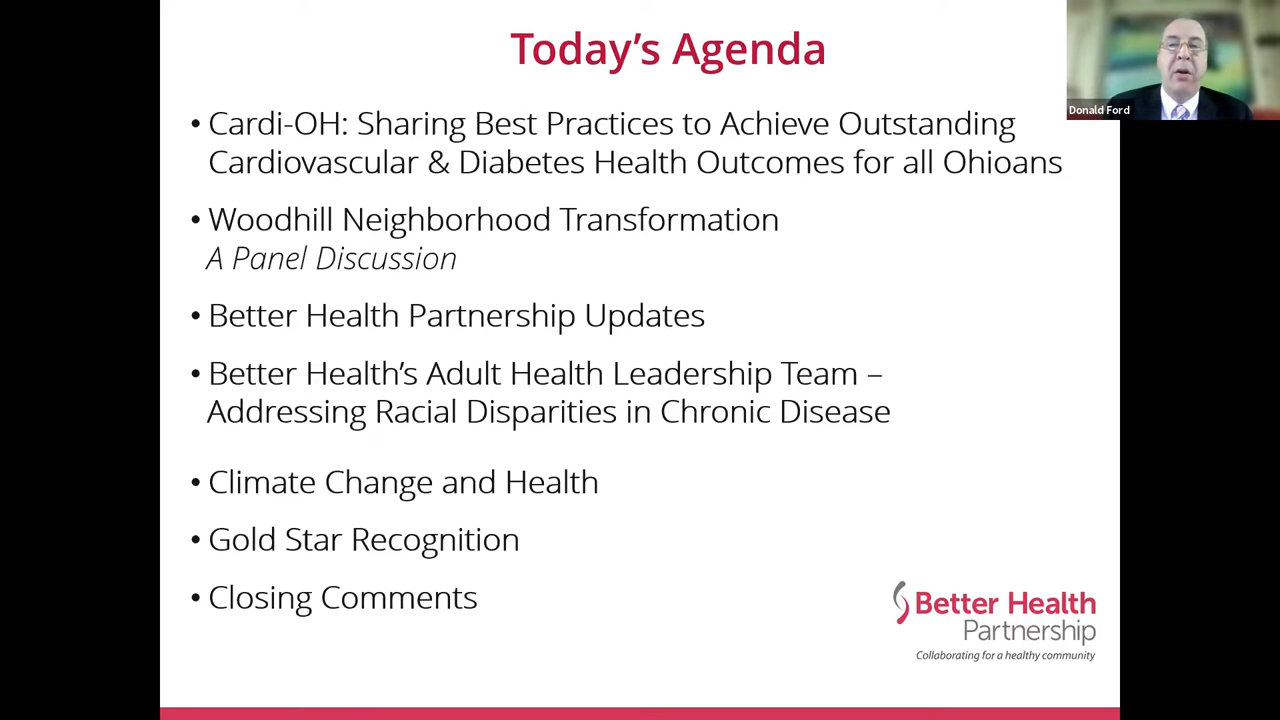 Today's Agenda
Donald Ford
• Cardi-OH: Sharing Best Practices to Achieve Outstanding
Cardiovascular & Diabetes Health Outcomes for all Ohioans
• Woodhill Neighborhood Transformation
A Panel Discussion
• Better Health Partnership Updates
• Better Health’s Adult Health Leadership Team –
Addressing Racial Disparities in Chronic Disease
• Climate Change and Health
• Gold Star Recognition
• Closing Comments
Better Health
Partnership
Collaborating for a healthy community